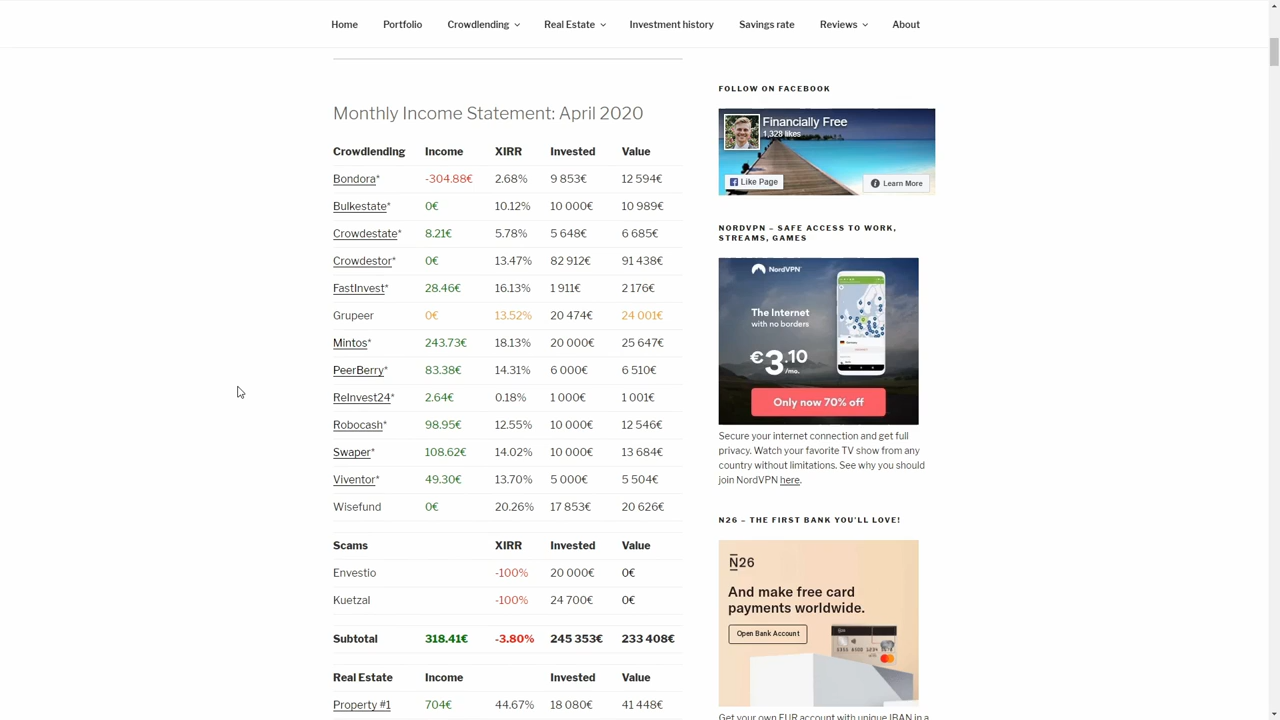 Home Portfolio Crowdlending Real Estate Investment history Savings rate Reviews About
Monthly Income Statement: April 2020
Crowdlending Income XIRR Invested Value
Bondora* -304.88€ 2.68% 9 853€ 12 594€
Bulkestate* 0€ 10.12% 10 000€ 10 989€
Crowdestate* 8.21€ 5.78% 5 648€ 6 685€
Crowdestor* 0€ 13.47% 82 912€ 91 438€
FastInvest* 28.46€ 16.13% 1 911€ 2 176€
Grupeer 0€ 13.52% 20 474€ 24 001€
Mintos* 243.73€ 18.13% 20 000€ 25 647€
PeerBerry* 83.38€ 14.31% 6 000€ 6 510€
ReInvest24* 2.64€ 0.18% 1 000€ 1 001€
Robocash* 98.95€ 12.55% 10 000€ 12 546€
Swaper* 108.62€ 14.02% 10 000€ 13 684€
Viventor* 49.30€ 13.70% 5 000€ 5 504€
Wisefund 0€ 20.26% 17 853€ 20 626€
Scams XIRR Invested Value
Envestio -100% 20 000€ 0€
Kuetzal -100% 24 700€ 0€
Subtotal 318.41€ -3.80% 245 353€ 233 408€
Real Estate Income Invested Value
Property #1 704€ 44.67% 18 080€ 41 448€
FOLLOW ON FACEBOOK
Financially Free
1,328 likes
Like Page
Learn More
NORDVPN – SAFE ACCESS TO WORK,
STREAMS, GAMES
NordVPN
The Internet
with no borders
€3.10
/mo.
Only now 70% off
Secure your internet connection and get full
privacy. Watch your favorite TV show from any
country without limitations. See why you should
join NordVPN here.
N26 – THE FIRST BANK YOU'LL LOVE!
N26
And make free card
payments worldwide.
Open Bank Account
Get your own EUR account with unique IBAN in a